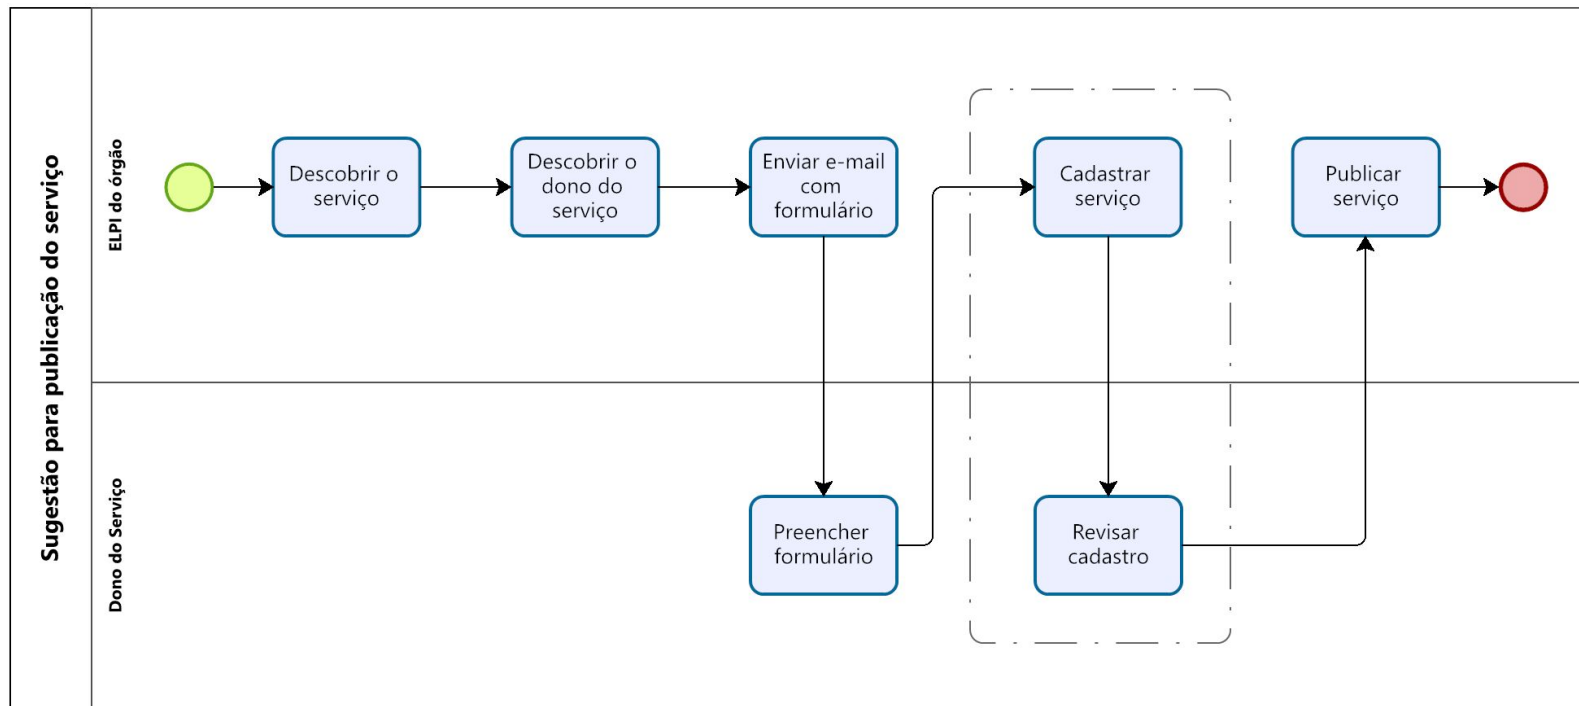 Sugestão para publicação do serviço
ELPI do órgão
Descobrir o
serviço
Descobrir o
dono do
serviço
Enviar e-mail
com
formulário
Cadastrar
serviço
Publicar
serviço
Dono do Serviço
Preencher
formulário
Revisar
cadastro